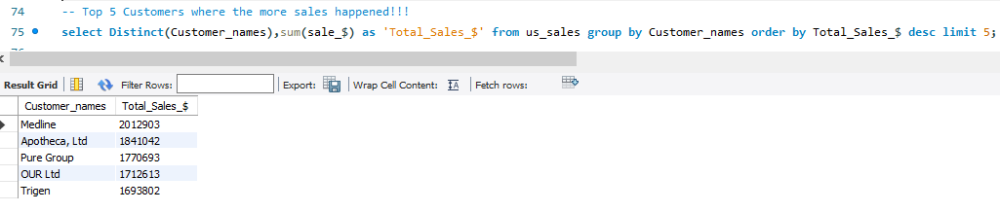 74 -- Top 5 Customers where the more sales happened!!!
75 select Distinct(Customer_names),sum(sale_$) as 'Total_Sales_$' from us_sales group by Customer_names order by Total_Sales_$ desc limit 5;
Result Grid Filter Rows: Export: Wrap Cell Content: IA Fetch rows:
Customer_names Total_Sales_$
Medline 2012903
Apotheca, Ltd 1841042
Pure Group 1770693
OUR Ltd 1712613
Trigen 1693802